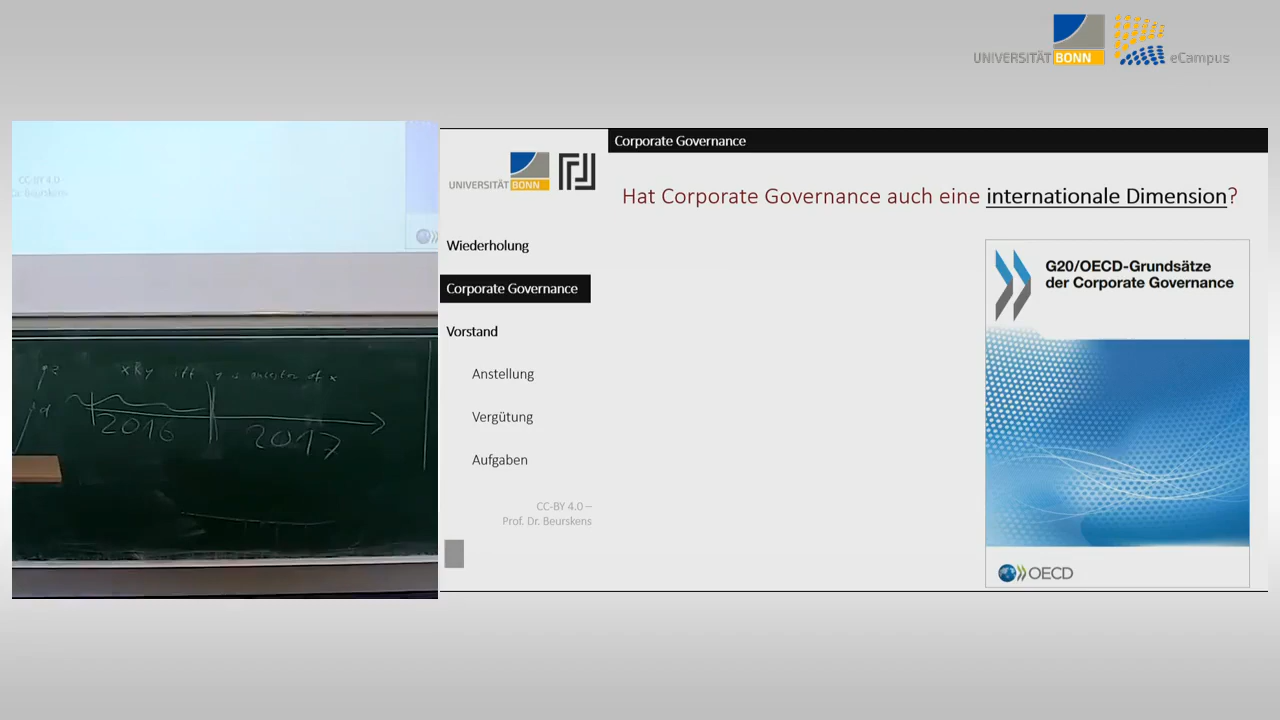 UNIVERSITÄT BONN
eCampus
CC-BY 4.0 –
Dr. Beurskens
xRy iff y is
of x
2016
2017
UNIVERSITÄT BONN
Wiederholung
Corporate Governance
Vorstand
Anstellung
Vergütung
Aufgaben
CC-BY 4.0 –
Prof. Dr. Beurskens
Corporate Governance
Hat Corporate Governance auch eine internationale Dimension?
G20/OECD-Grundsätze
der Corporate Governance
OECD